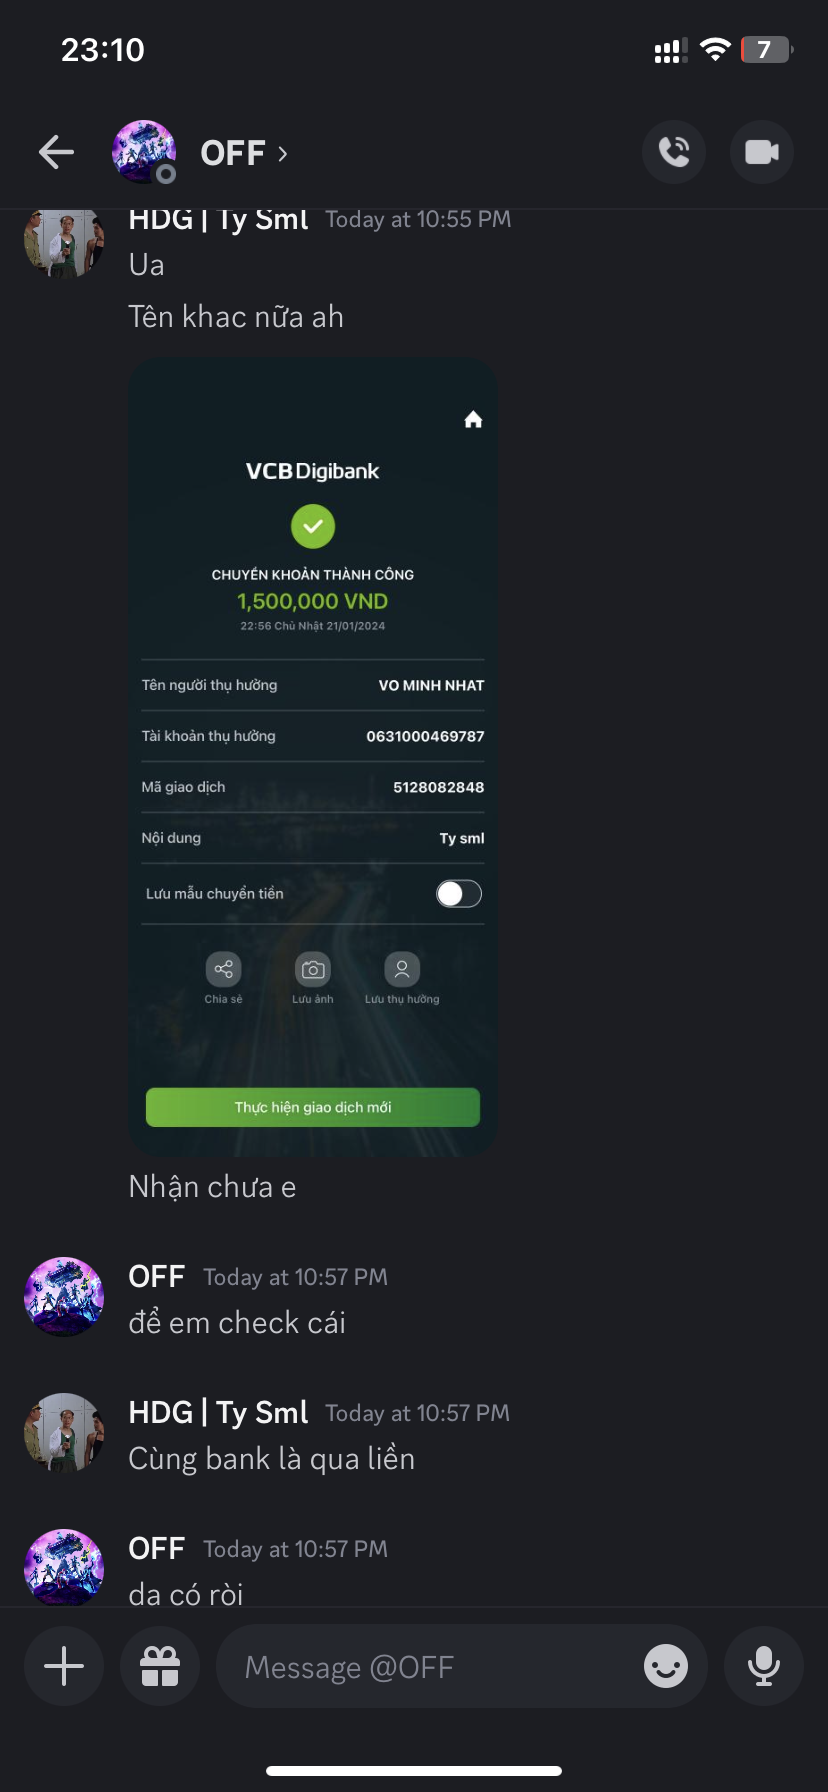 23:10
7
OFF
HDG | Ty Sml Today at 10:55 PM
Ua
Tên khac nữa ah
VCB Digibank
CHUYỂN KHOẢN THÀNH CÔNG
1,500,000 VND
22:56 Chủ Nhật 21/01/2024
Tên người thụ hưởng VO MINH NHAT
Tài khoản thụ hưởng 0631000469787
Mã giao dịch 5128082848
Nội dung Ty sml
Lưu mẫu chuyển tiền
Chia sẻ Lưu ảnh Lưu thụ hưởng
Thực hiện giao dịch mới
Nhận chưa e
OFF Today at 10:57 PM
để em check cái
HDG | Ty Sml Today at 10:57 PM
Cùng bank là qua liền
OFF Today at 10:57 PM
da có ròi
Message @OFF